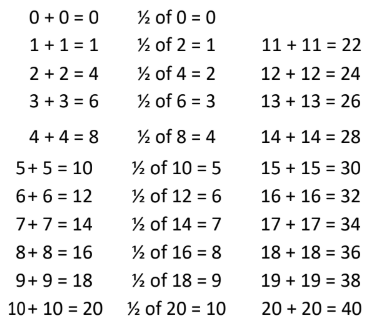 0 + 0 = 0 ½ of 0 = 0
1 + 1 = 1 ½ of 2 = 1 11 + 11 = 22
2 + 2 = 4 ½ of 4 = 2 12 + 12 = 24
3 + 3 = 6 ½ of 6 = 3 13 + 13 = 26
4 + 4 = 8 ½ of 8 = 4 14 + 14 = 28
5+ 5 = 10 ½ of 10 = 5 15 + 15 = 30
6+ 6 = 12 ½ of 12 = 6 16 + 16 = 32
7+ 7 = 14 ½ of 14 = 7 17 + 17 = 34
8+ 8 = 16 ½ of 16 = 8 18 + 18 = 36
9+ 9 = 18 ½ of 18 = 9 19 + 19 = 38
10+ 10 = 20 ½ of 20 = 10 20 + 20 = 40